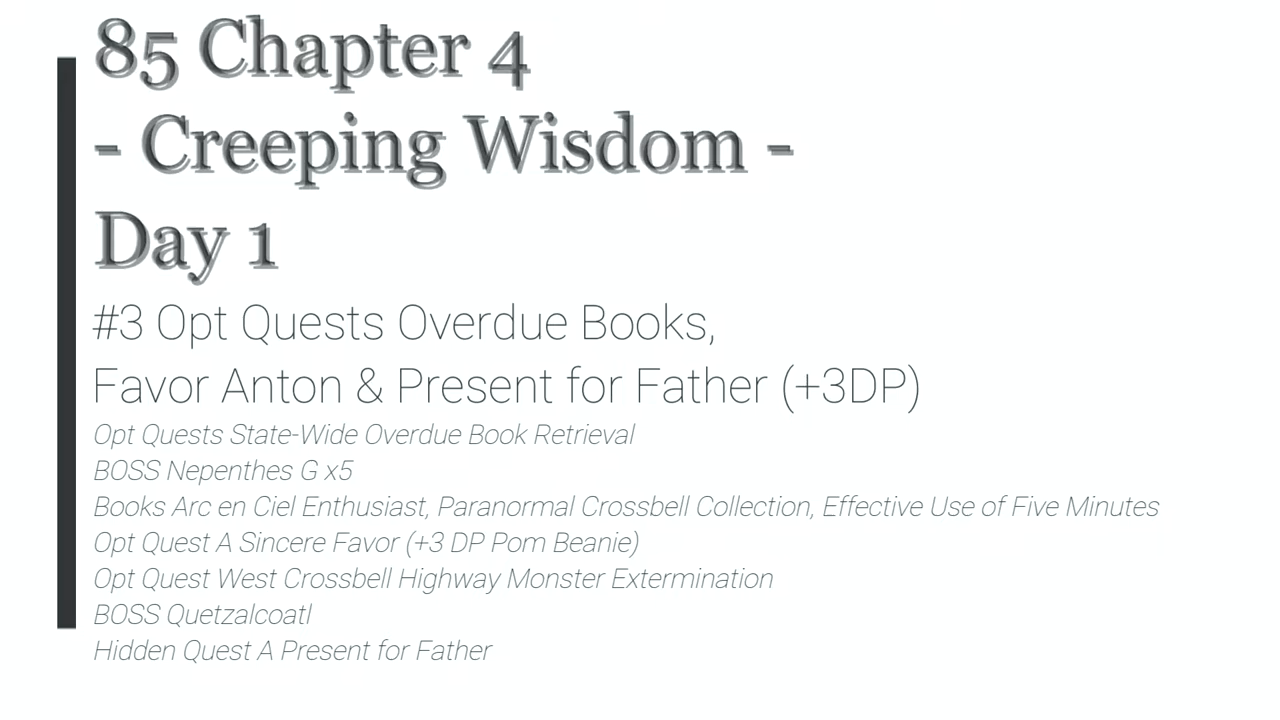 85 Chapter 4
- Creeping Wisdom -
Day 1
#3 Opt Quests Overdue Books,
Favor Anton & Present for Father (+3DP)
Opt Quests State-Wide Overdue Book Retrieval
BOSS Nepenthes G x5
Books Arc en Ciel Enthusiast, Paranormal Crossbell Collection, Effective Use of Five Minutes
Opt Quest A Sincere Favor (+3 DP Pom Beanie)
Opt Quest West Crossbell Highway Monster Extermination
BOSS Quetzalcoatl
Hidden Quest A Present for Father